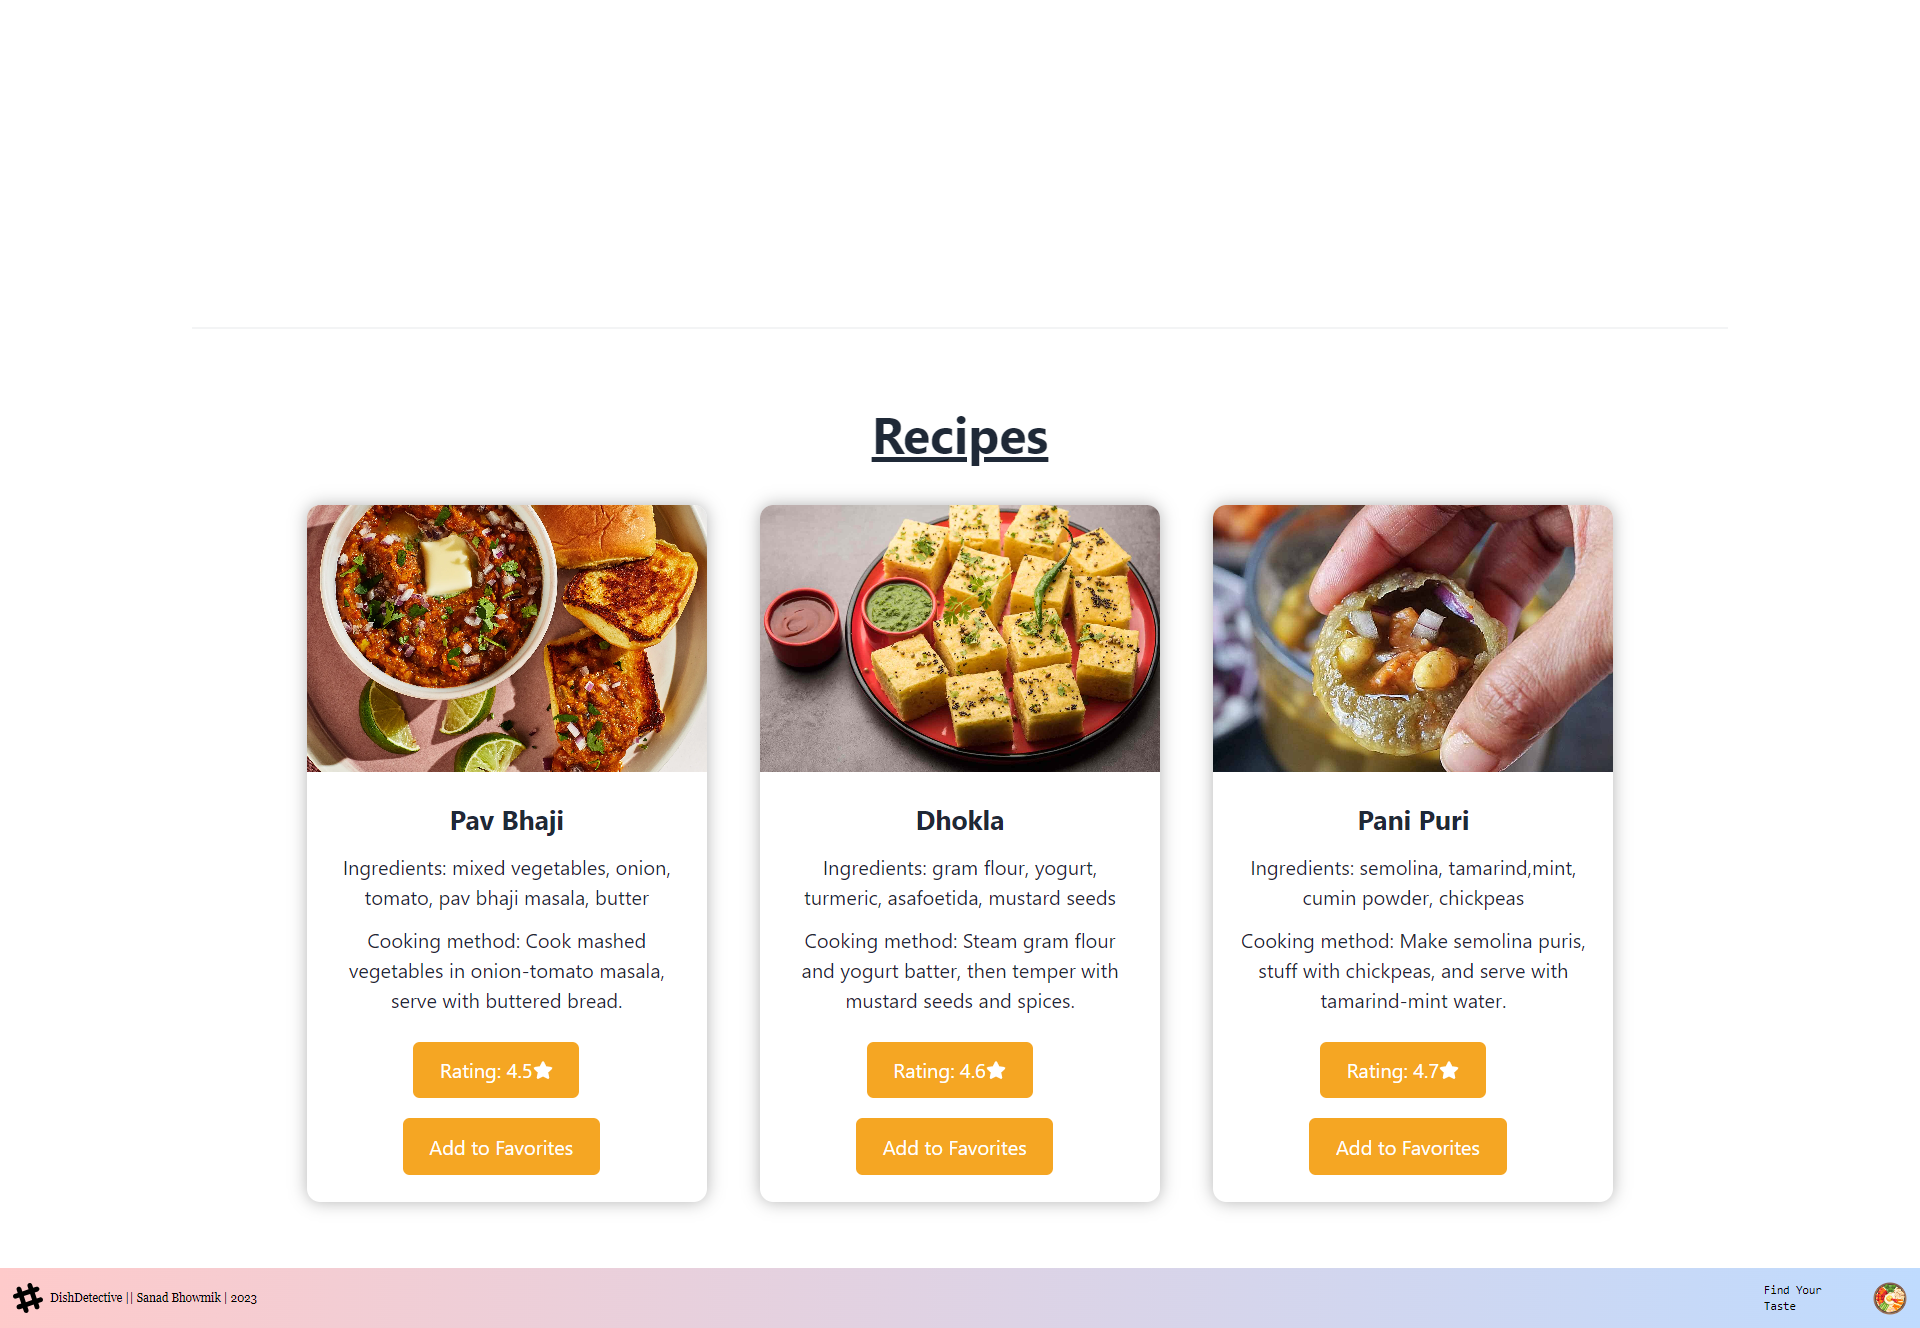 Recipes
Pav Bhaji
Ingredients: mixed vegetables, onion,
tomato, pav bhaji masala, butter
Cooking method: Cook mashed
vegetables in onion-tomato masala,
serve with buttered bread.
Rating: 4.5★
Add to Favorites
Dhokla
Ingredients: gram flour, yogurt,
turmeric, asafoetida, mustard seeds
Cooking method: Steam gram flour
and yogurt batter, then temper with
mustard seeds and spices.
Rating: 4.6★
Add to Favorites
Pani Puri
Ingredients: semolina, tamarind,mint,
cumin powder, chickpeas
Cooking method: Make semolina puris,
stuff with chickpeas, and serve with
tamarind-mint water.
Rating: 4.7★
Add to Favorites
DishDetective || Sanad Bhowmik | 2023
Find Your
Taste